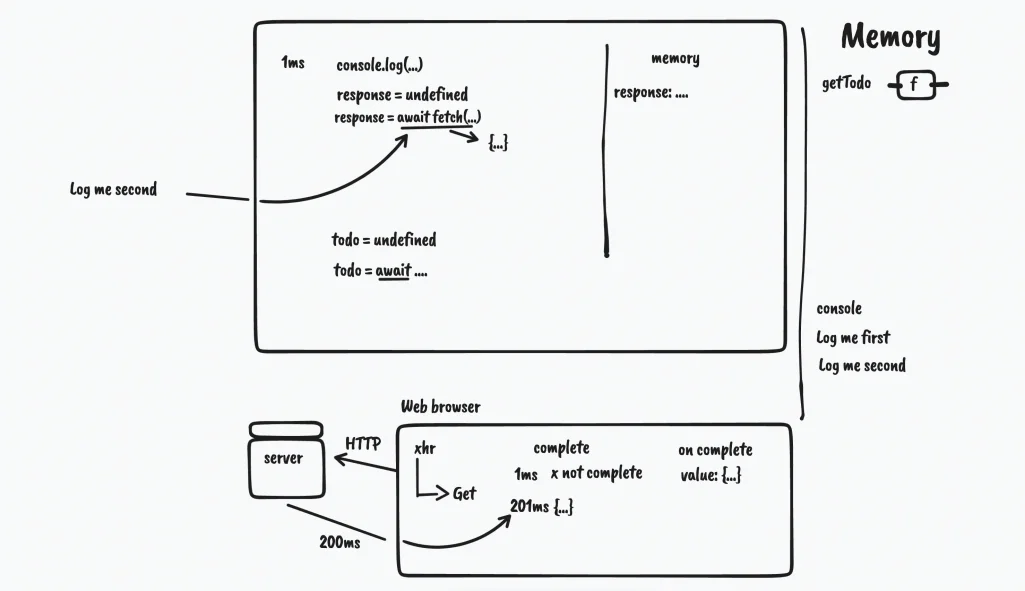 Memory
getTodo f
1ms console.log(...)
response = undefined
response = await fetch(...)
{...}
memory
response: ....
Log me second
todo = undefined
todo = await ....
console
Log me first
Log me second
Web browser
server
HTTP
xhr
Get
complete
1ms x not complete
201ms {...}
on complete
value: {...}
200ms